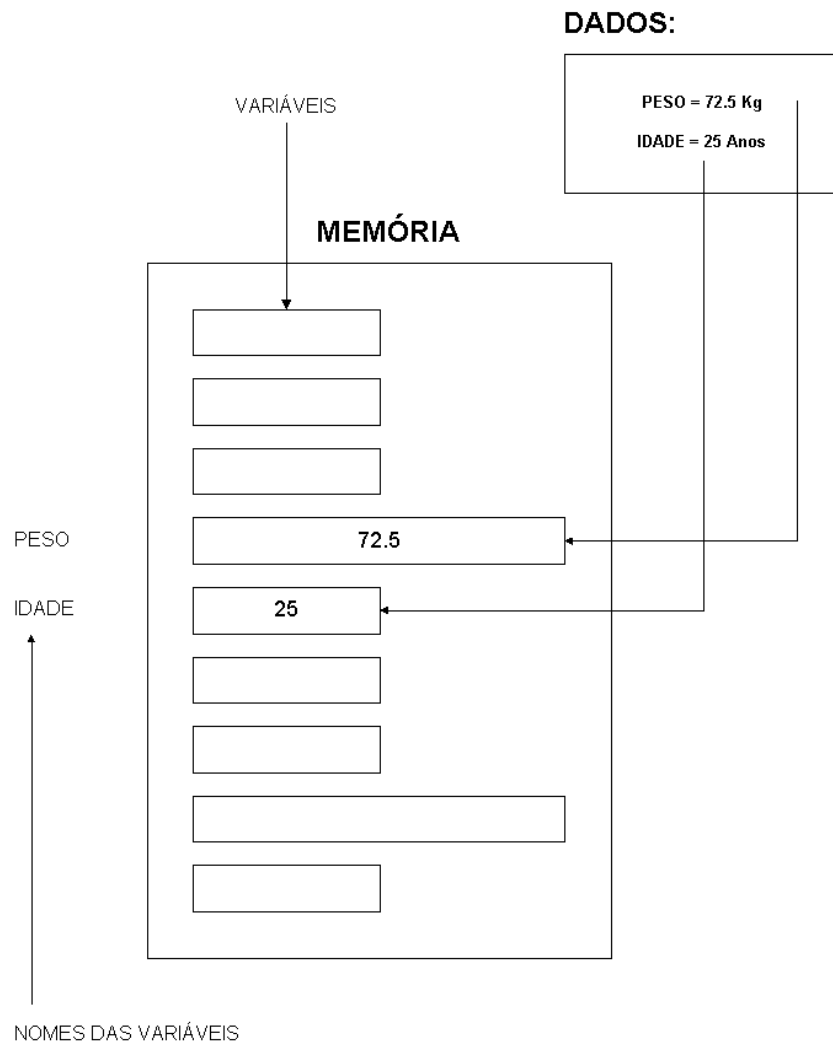 DADOS:
PESO = 72.5 Kg
IDADE = 25 Anos
VARIÁVEIS
MEMÓRIA
PESO
72.5
IDADE
25
NOMES DAS VARIÁVEIS